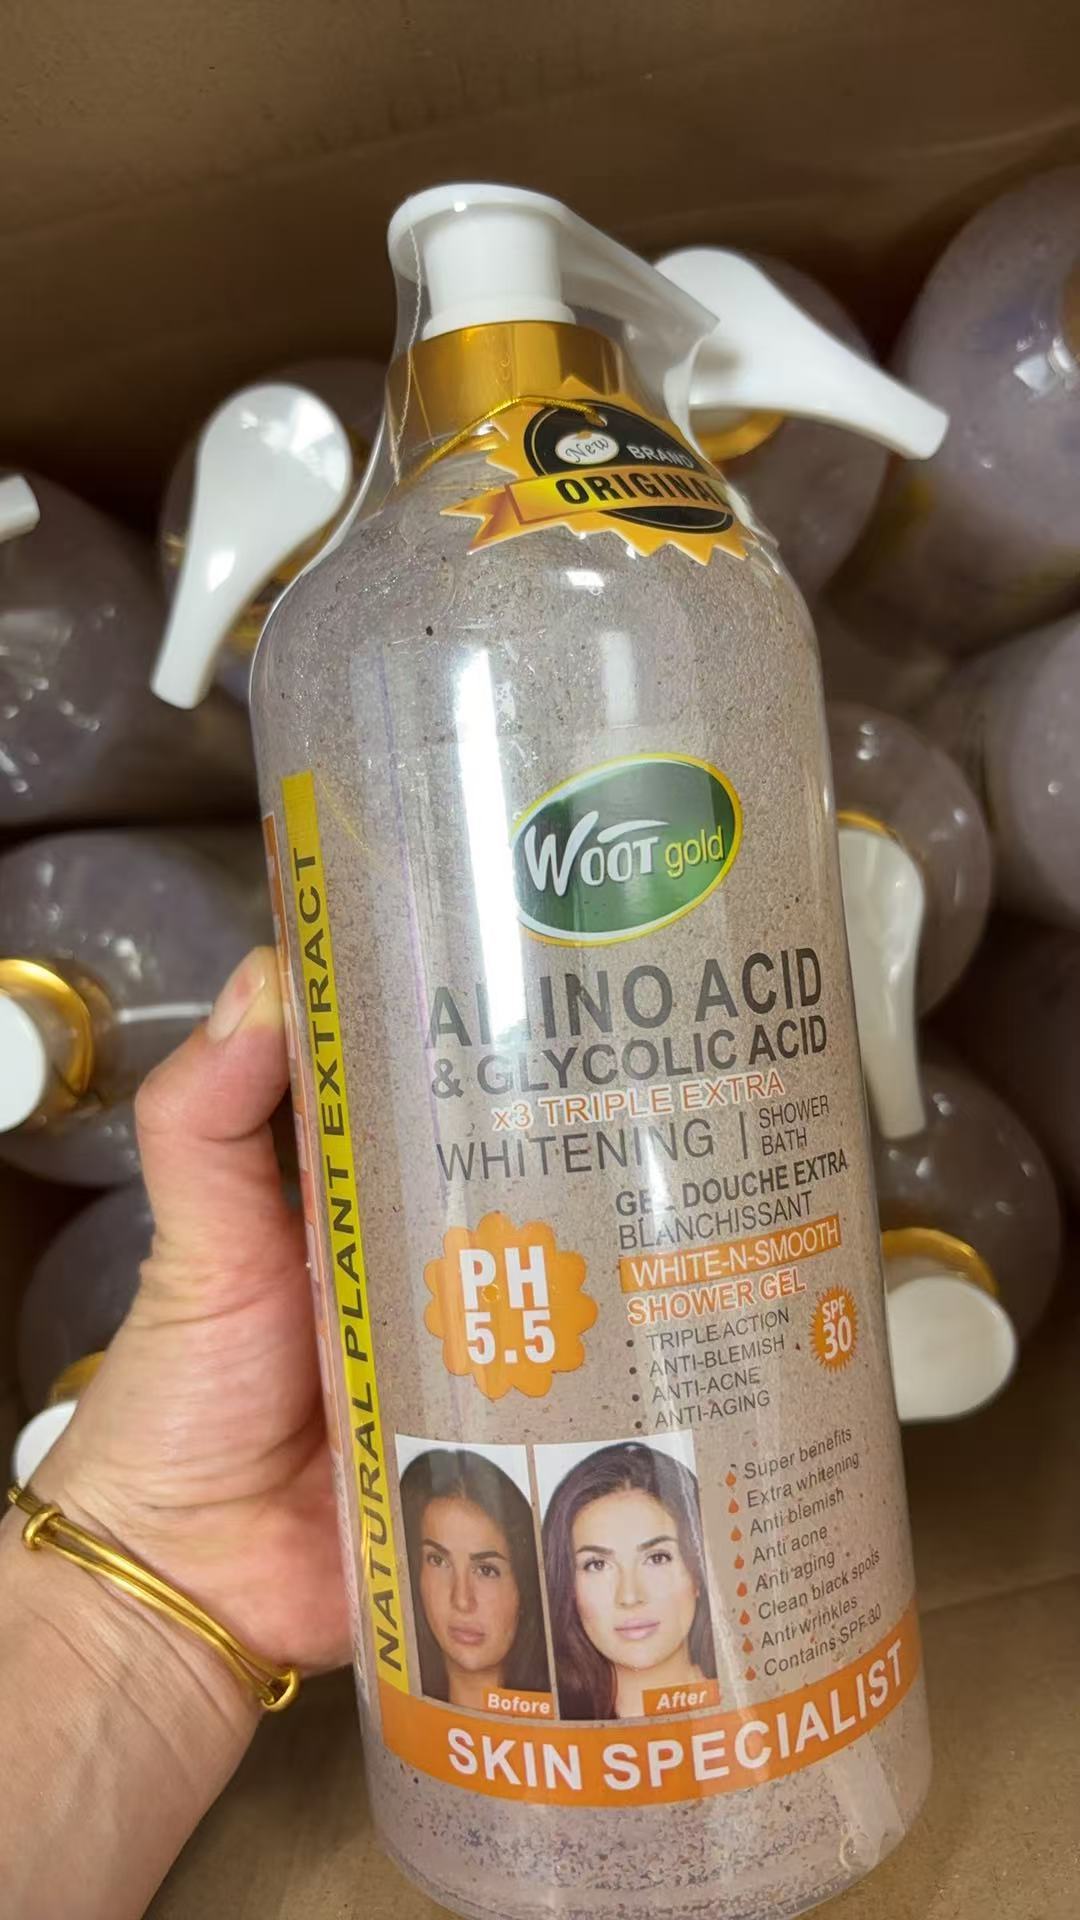 New BRAND
ORIGINAL
WOOT gold
AMINO ACID
& GLYCOLIC ACID
x3 TRIPLE EXTRA
WHITENING | SHOWER
BATH
GEL DOUCHE EXTRA
BLANCHISSANT
WHITE-N-SMOOTH
SHOWER GEL
SPF
30
• TRIPLE ACTION
• ANTI-BLEMISH
• ANTI-ACNE
• ANTI-AGING
PH
5.5
NATURAL PLANT EXTRACT
Super benefits
Extra whitening
Anti blemish
Anti acne
Anti aging
Clean black spots
Anti wrinkles
Contains SPF 30
Bofore
After
SKIN SPECIALIST